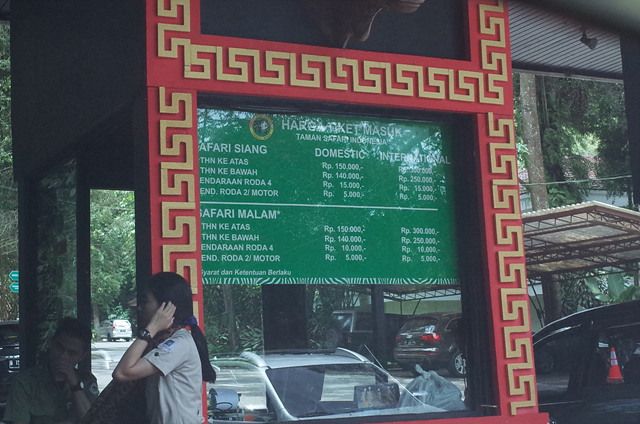 HARGA TIKET MASUK
TAMAN SAFARI INDONESIA
AFARI SIANG DOMESTIC INTERNATIONAL
THN KE ATAS Rp. 150.000,- Rp. 300.000,-
THN KE BAWAH Rp. 140.000,- Rp. 250.000,-
ENDARAAN RODA 4 Rp. 15.000,- Rp. 15.000,-
END. RODA 2/ MOTOR Rp. 5.000,- Rp. 5.000,-
SAFARI MALAM*
THN KE ATAS Rp. 150.000,- Rp. 300.000,-
THN KE BAWAH Rp. 140.000,- Rp. 250.000,-
ENDARAAN RODA 4 Rp. 10.000,- Rp. 10.000,-
END. RODA 2/ MOTOR Rp. 5.000,- Rp. 5.000,-
Syarat dan Ketentuan Berlaku